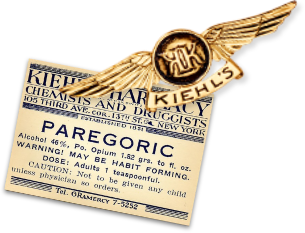 KIEHL'S
KIEHL PHARMACY
CHEMISTS AND DRUGGISTS
103 THIRD AVE. COR. 13TH ST. NEW YORK
ESTABLISHED 1851
PAREGORIC
Alcohol 46%, Po. Opium 1.82 grs. to fl. oz.
WARNING! MAY BE HABIT FORMING.
DOSE: Adults 1 teaspoonful.
CAUTION: Not to be given any child
unless physician so orders.
Tel. GRamercy 7-5252